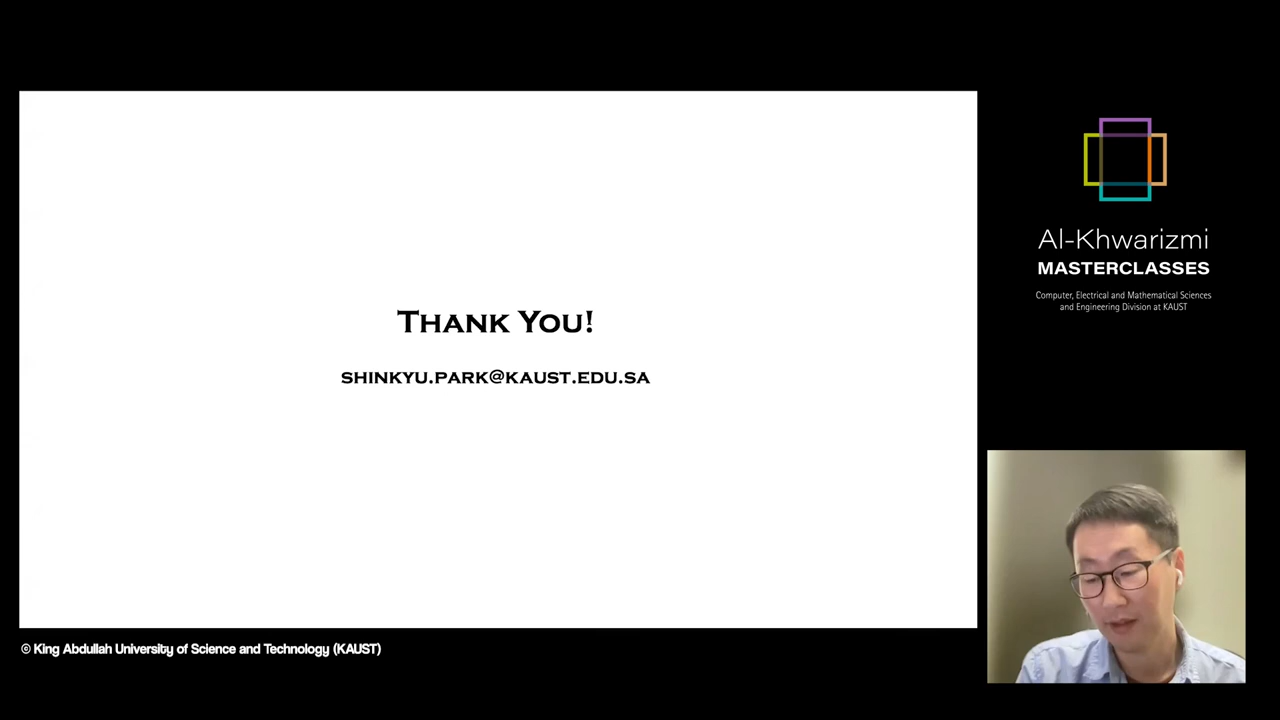 THANK YOU!
SHINKYU.PARK@KAUST.EDU.SA
Al-Khwarizmi
MASTERCLASSES
Computer, Electrical and Mathematical Sciences
and Engineering Division at KAUST
© King Abdullah University of Science and Technology (KAUST)